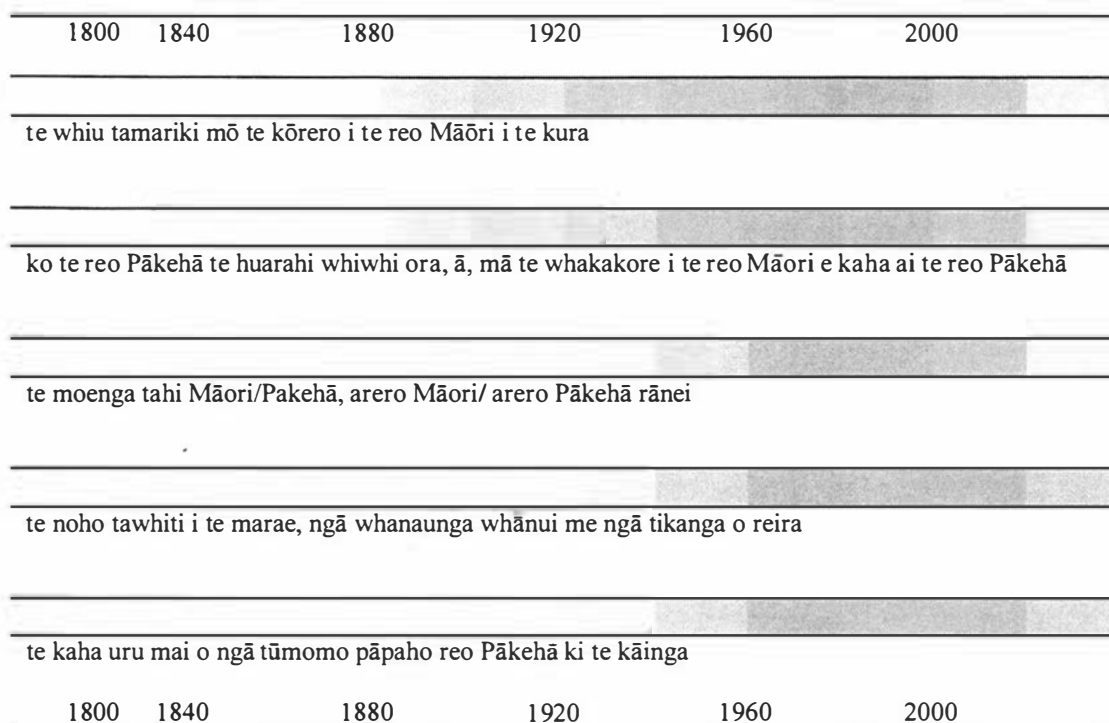 1800 1840 1880 1920 1960 2000
te whiu tamariki mō te kōrero i te reo Māōri i te kura
ko te reo Pākehā te huarahi whiwhi ora, ā, mā te whakakore i te reo Māori e kaha ai te reo Pākehā
te moenga tahi Māori/Pakehā, arero Māori/ arero Pākehā rānei
te noho tawhiti i te marae, ngā whanaunga whānui me ngā tikanga o reira
te kaha uru mai o ngā tūmomo pāpaho reo Pākehā ki te kāinga
1800 1840 1880 1920 1960 2000